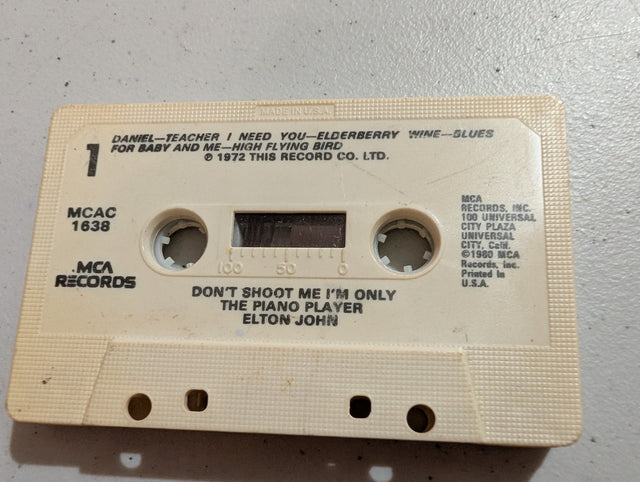 MADE IN U.S.A.
1
DANIEL—TEACHER I NEED YOU—ELDERBERRY WINE—BLUES
FOR BABY AND ME—HIGH FLYING BIRD
℗ 1972 THIS RECORD CO. LTD.
MCAC
1638
MCA
RECORDS
100 50 0
MCA
RECORDS, INC.
100 UNIVERSAL
CITY PLAZA
UNIVERSAL
CITY, Calif.
©1980 MCA
Records, Inc.
Printed in
U.S.A.
DON'T SHOOT ME I'M ONLY
THE PIANO PLAYER
ELTON JOHN